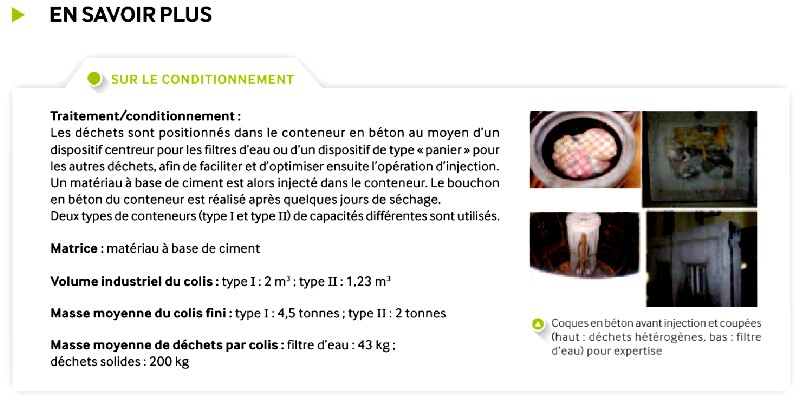 EN SAVOIR PLUS
SUR LE CONDITIONNEMENT
Traitement/conditionnement :
Les déchets sont positionnés dans le conteneur en béton au moyen d'un
dispositif centreur pour les filtres d'eau ou d'un dispositif de type « panier » pour
les autres déchets, afin de faciliter et d'optimiser ensuite l'opération d'injection.
Un matériau à base de ciment est alors injecté dans le conteneur. Le bouchon
en béton du conteneur est réalisé après quelques jours de séchage.
Deux types de conteneurs (type I et type II) de capacités différentes sont utilisés.
Matrice : matériau à base de ciment
Volume industriel du colis : type I : 2 m³ ; type II : 1,23 m³
Masse moyenne du colis fini : type I : 4,5 tonnes ; type II : 2 tonnes
Masse moyenne de déchets par colis : filtre d'eau : 43 kg ;
déchets solides : 200 kg
Coques en béton avant injection et coupées
(haut : déchets hétérogènes, bas : filtre
d'eau) pour expertise